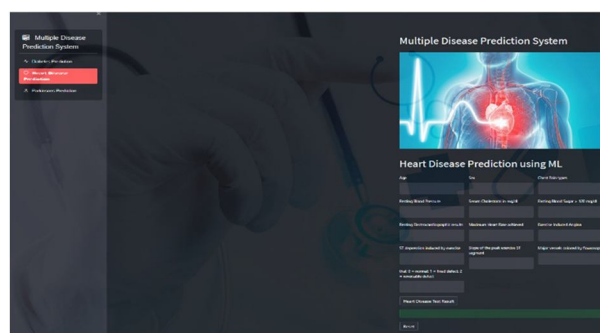 Multiple Disease
Prediction System
Diabetes Prediction
Heart Disease
Prediction
Parkinsons Prediction
Multiple Disease Prediction System
Heart Disease Prediction using ML
Age
Sex
Chest Pain types
Resting Blood Pressure
Serum Cholestoral in mg/dl
Fasting Blood Sugar > 120 mg/dl
Resting Electrocardiographic results
Maximum Heart Rate achieved
Exercise Induced Angina
ST depression induced by exercise
Slope of the peak exercise ST
segment
Major vessels colored by
thal: 0 = normal; 1 = fixed defect; 2
= reversable defect
Heart Disease Test Result
Reset